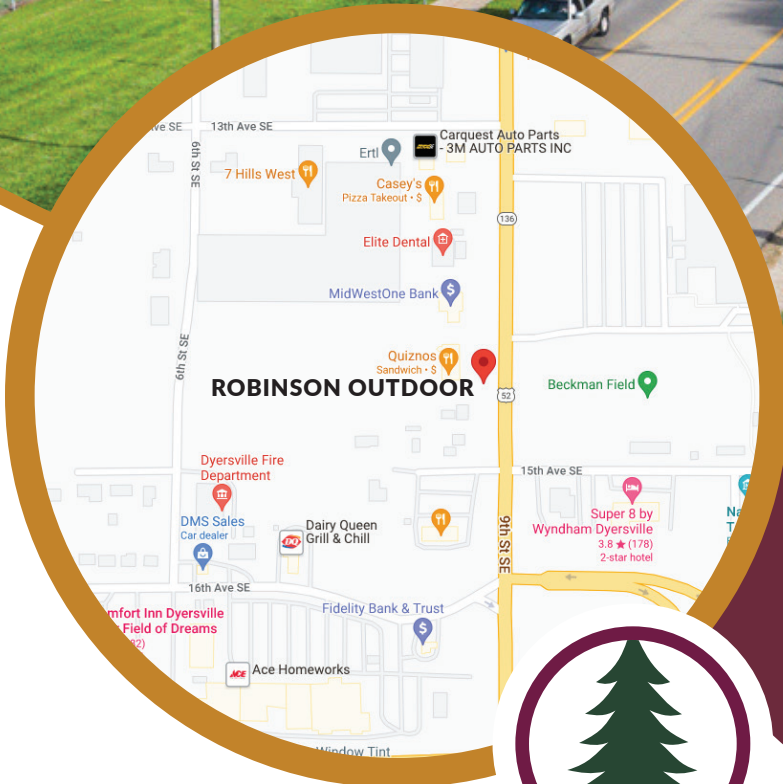 ve SE
13th Ave SE
Carquest Auto Parts
- 3M AUTO PARTS INC
Ertl
6th St SE
7 Hills West
Casey's
Pizza Takeout • $
136
Elite Dental
MidWestOne Bank
$
6th St SE
Quiznos
Sandwich • $
$
ROBINSON OUTDOOR
52
Beckman Field
15th Ave SE
Dyersville Fire
Department
DMS Sales
Car dealer
Dairy Queen
Grill & Chill
DQ
9th St SE
Super 8 by
Wyndham Dyersville
3.8 ★ (178)
2-star hotel
Na
T
16th Ave SE
mfort Inn Dyersville
Field of Dreams
Fidelity Bank & Trust
$
ACE
Ace Homeworks
Window Tint